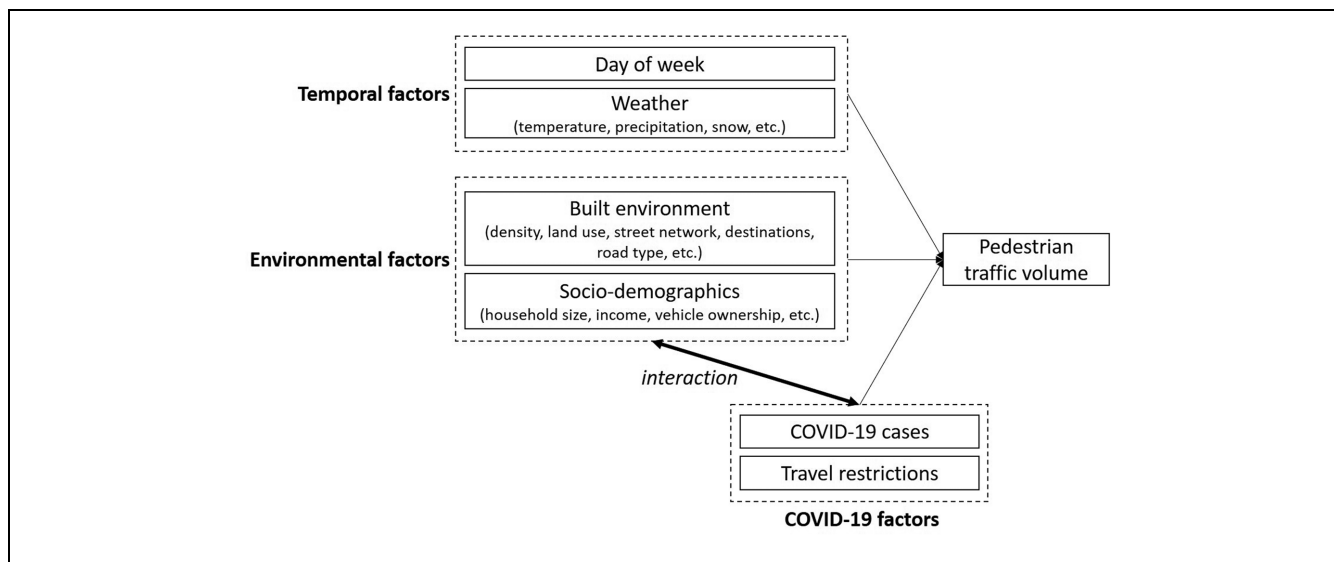 Temporal factors
Day of week
Weather
(temperature, precipitation, snow, etc.)
Environmental factors
Built environment
(density, land use, street network, destinations,
road type, etc.)
Socio-demographics
(household size, income, vehicle ownership, etc.)
Pedestrian
traffic volume
interaction
COVID-19 cases
Travel restrictions
COVID-19 factors